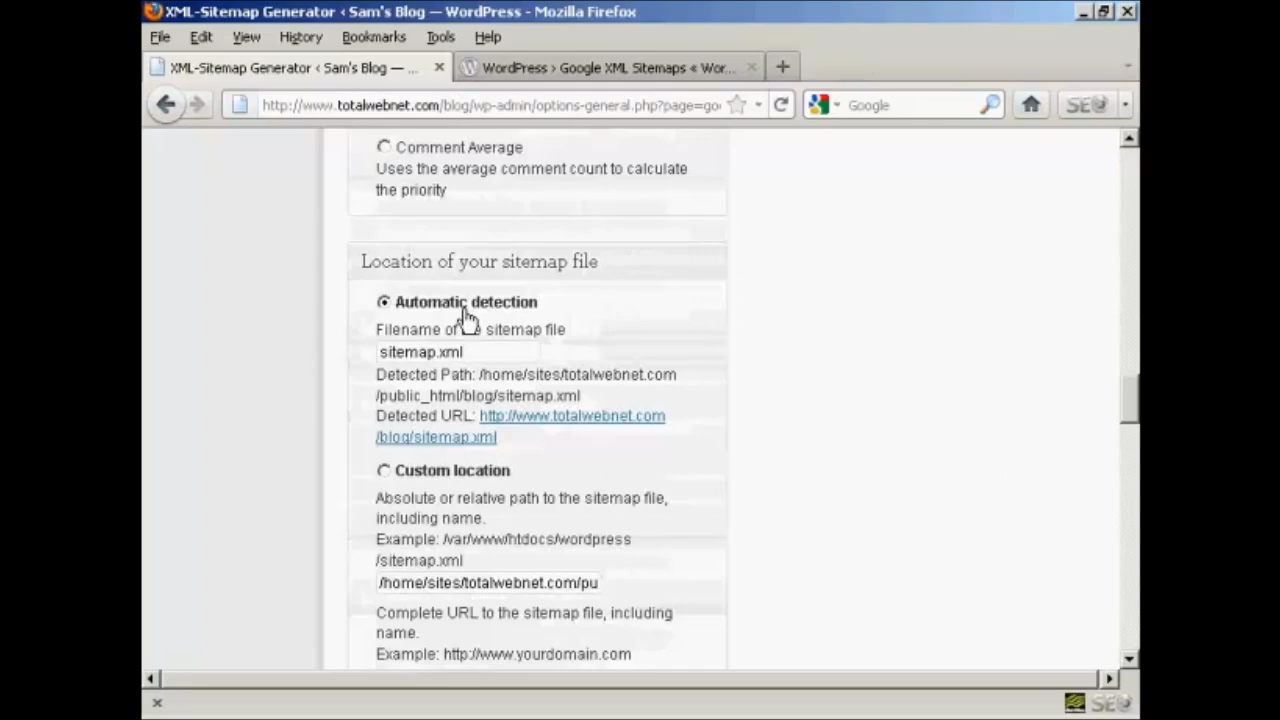 XML-Sitemap Generator ‹ Sam's Blog — WordPress - Mozilla Firefox
File Edit View History Bookmarks Tools Help
XML-Sitemap Generator ‹ Sam's Blog — ...
WordPress › Google XML Sitemaps « Wor...
http://www.totalwebnet.com/blog/wp-admin/options-general.php?page=goo
Google
SEO
Comment Average
Uses the average comment count to calculate
the priority
Location of your sitemap file
Automatic detection
Filename of sitemap file
sitemap.xml
Detected Path: /home/sites/totalwebnet.com
/public_html/blog/sitemap.xml
Detected URL: http://www.totalwebnet.com
/blog/sitemap.xml
Custom location
Absolute or relative path to the sitemap file,
including name.
Example: /var/www/htdocs/wordpress
/sitemap.xml
/home/sites/totalwebnet.com/pu
Complete URL to the sitemap file, including
name.
Example: http://www.yourdomain.com
SEO